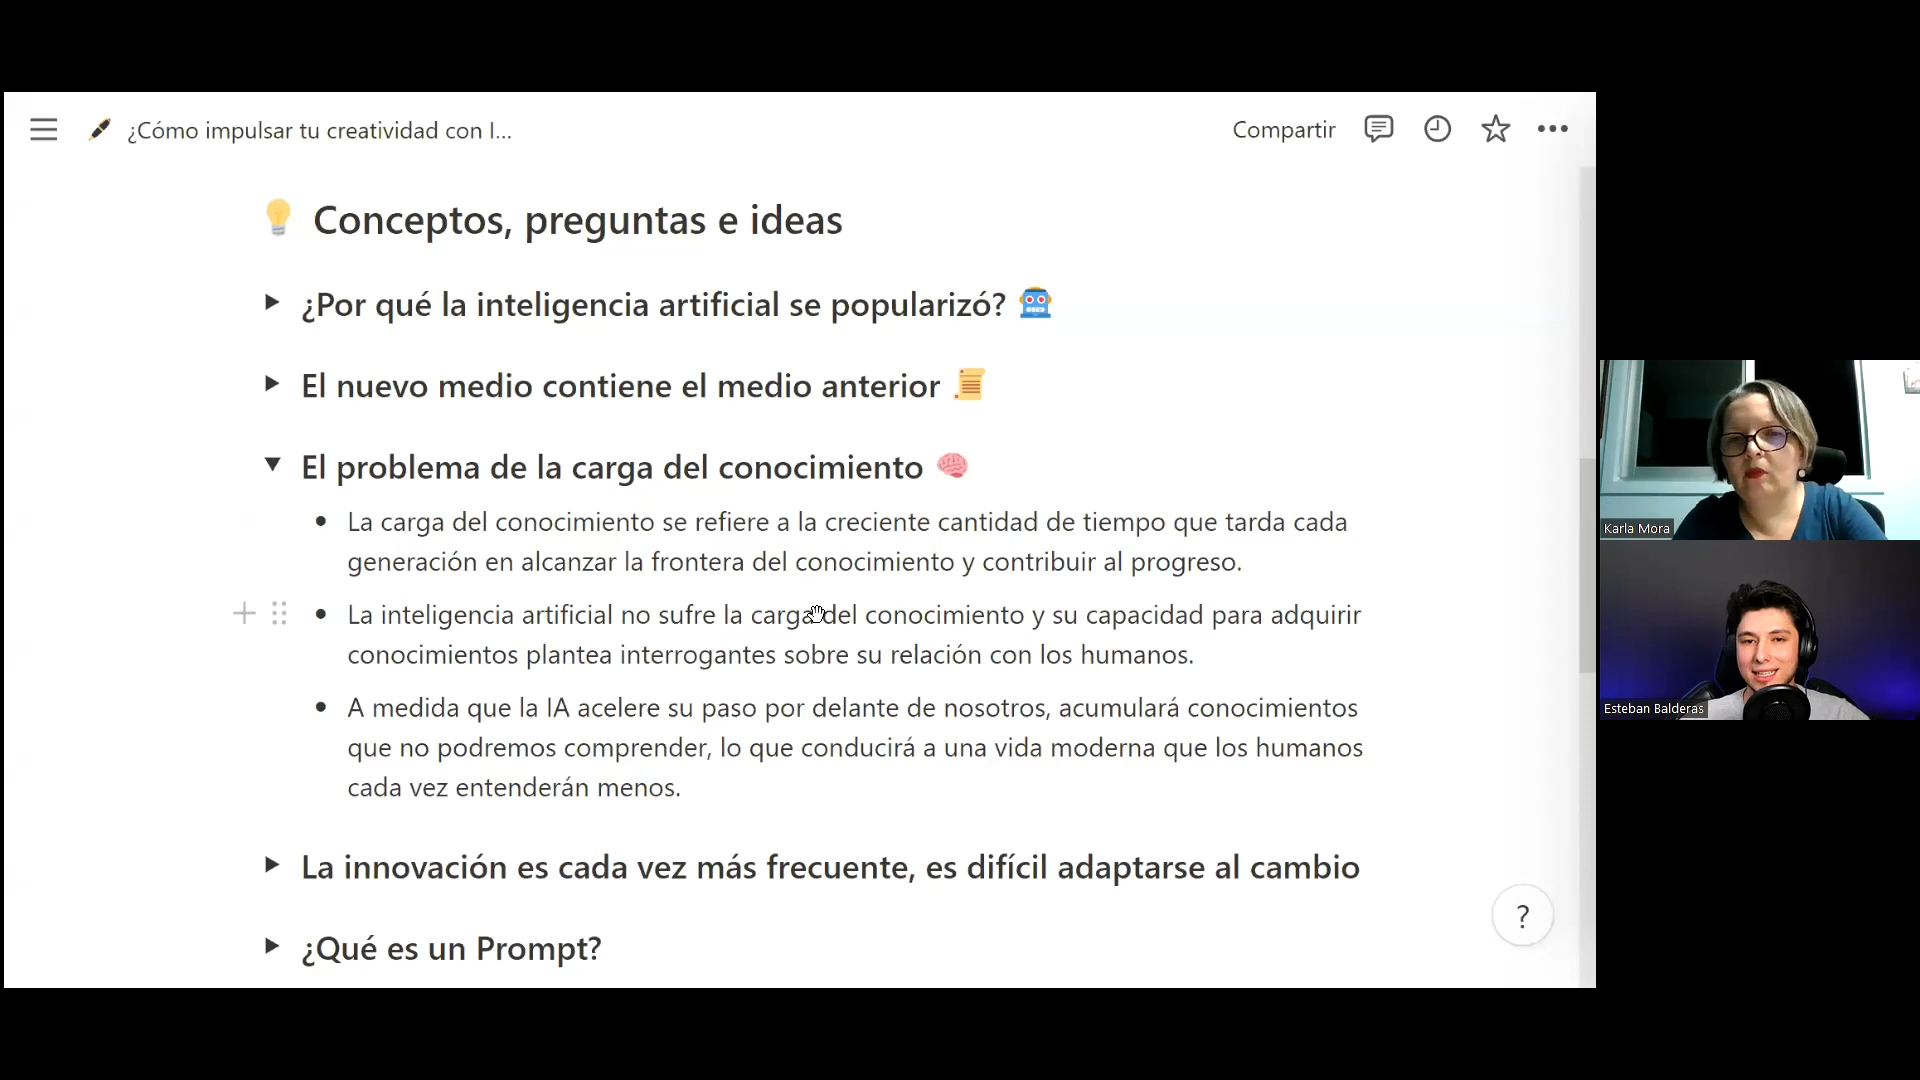 ¿Cómo impulsar tu creatividad con I...
Compartir
Conceptos, preguntas e ideas
¿Por qué la inteligencia artificial se popularizó?
El nuevo medio contiene el medio anterior
El problema de la carga del conocimiento
La carga del conocimiento se refiere a la creciente cantidad de tiempo que tarda cada
generación en alcanzar la frontera del conocimiento y contribuir al progreso.
La inteligencia artificial no sufre la carga del conocimiento y su capacidad para adquirir
conocimientos plantea interrogantes sobre su relación con los humanos.
A medida que la IA acelere su paso por delante de nosotros, acumulará conocimientos
que no podremos comprender, lo que conducirá a una vida moderna que los humanos
cada vez entenderán menos.
La innovación es cada vez más frecuente, es difícil adaptarse al cambio
¿Qué es un Prompt?
?
Karla Mora
Esteban Balderas